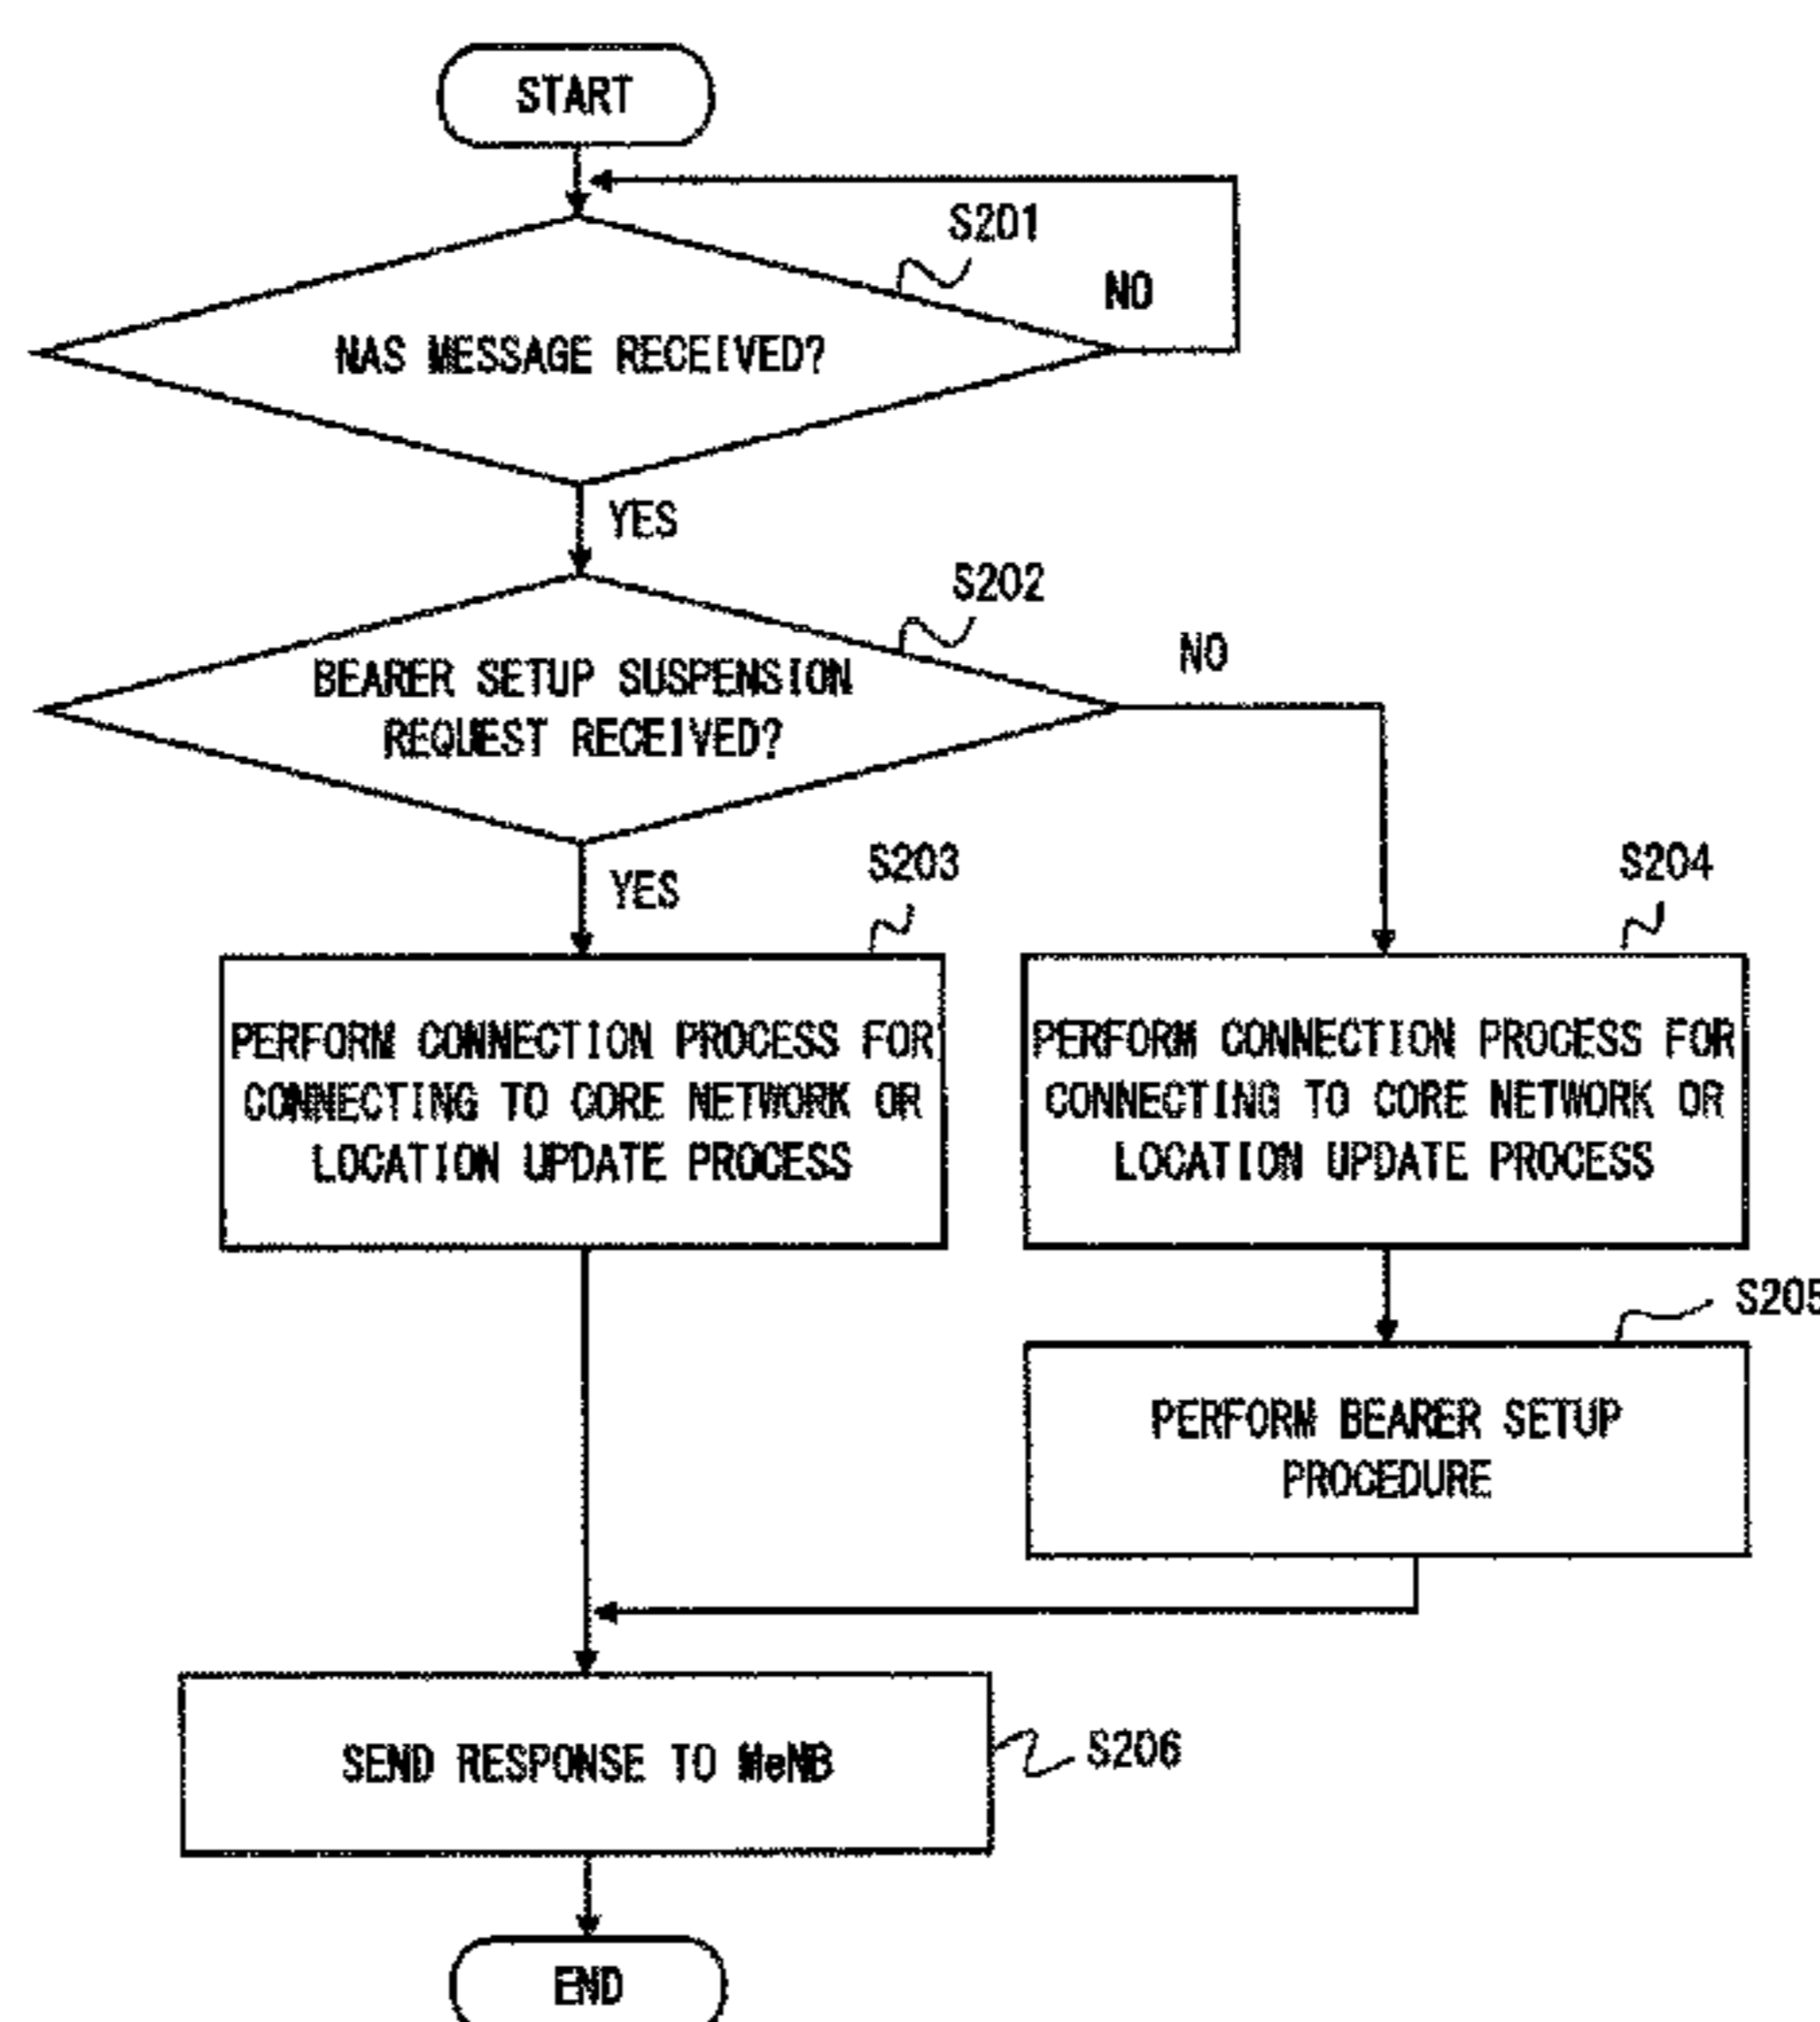 START
S201
NO
NAS MESSAGE RECEIVED?
YES
S202
NO
BEARER SETUP SUSPENSION
REQUEST RECEIVED?
YES
S203
S204
PERFORM CONNECTION PROCESS FOR
CONNECTING TO CORE NETWORK OR
LOCATION UPDATE PROCESS
PERFORM CONNECTION PROCESS FOR
CONNECTING TO CORE NETWORK OR
LOCATION UPDATE PROCESS
S205
PERFORM BEARER SETUP
PROCEDURE
SEND RESPONSE TO MeNB
S206
END